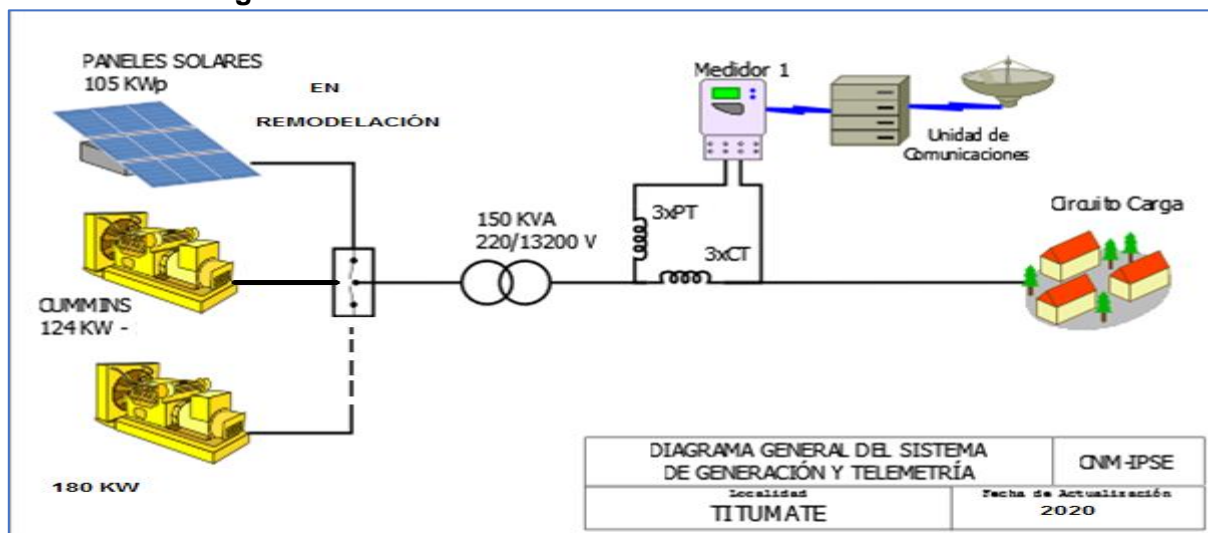 PANELES SOLARES
105 KWp
EN
REMODELACIÓN
CUMMINS
124 KW -
180 KW
150 KVA
220/13200 V
3xPT
3xCT
Medidor 1
Unidad de
Comunicaciones
Circuito Carga
DIAGRAMA GENERAL DEL SISTEMA
DE GENERACIÓN Y TELEMETRÍA
CNM-IPSE
Localidad
TITUMATE
Fecha de Actualización
2020